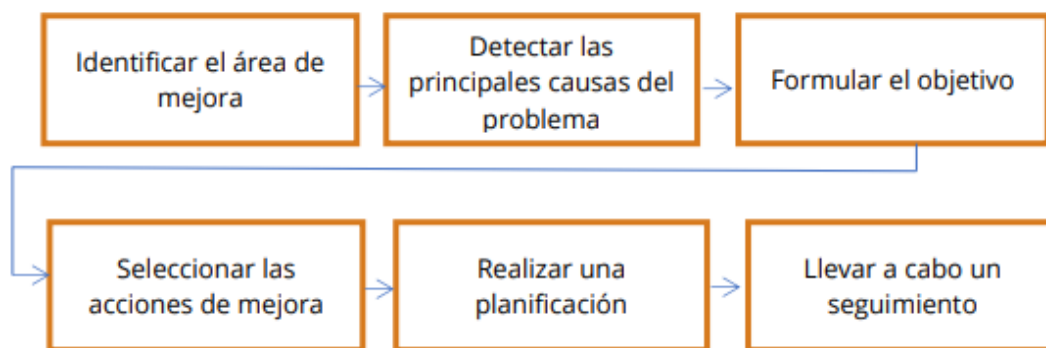 Identificar el área de
mejora
Detectar las
principales causas del
problema
Formular el objetivo
Seleccionar las
acciones de mejora
Realizar una
planificación
Llevar a cabo un
seguimiento